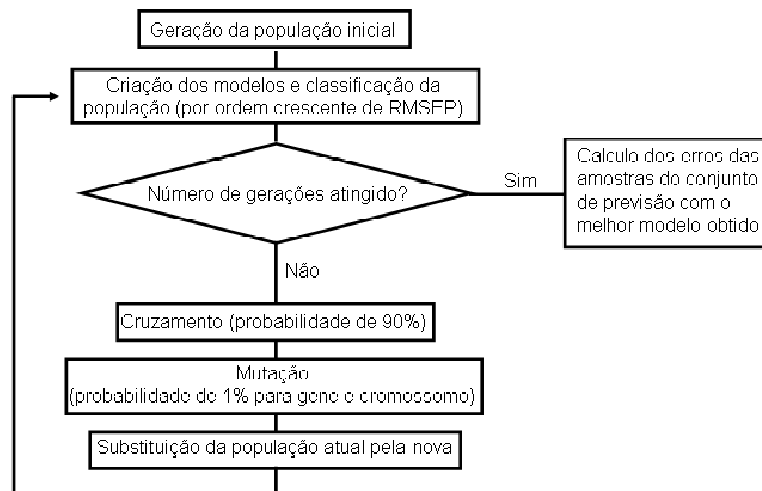 Geração da população inicial
Criação dos modelos e classificação da
população (por ordem crescente de RMSEP)
Número de gerações atingido?
Sim
Calculo dos erros das
amostras do conjunto
de previsão com o
melhor modelo obtido
Não
Cruzamento (probabilidade de 90%)
Mutação
(probabilidade de 1% para gene e cromossomo)
Substituição da população atual pela nova